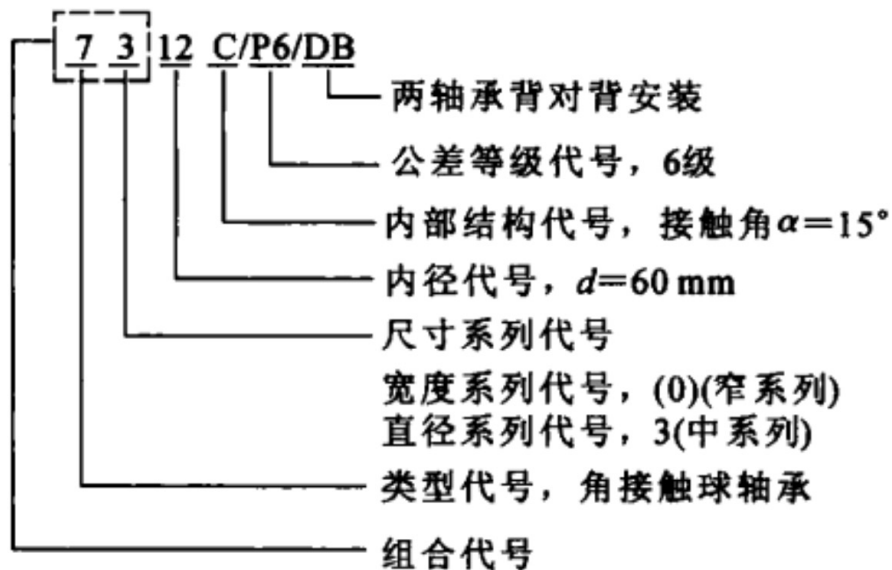 7 3 12 C/P6/DB
两轴承背对背安装
公差等级代号，6级
内部结构代号，接触角α＝15°
内径代号，d＝60 mm
尺寸系列代号
宽度系列代号，(0)(窄系列)
直径系列代号，3(中系列)
类型代号，角接触球轴承
组合代号